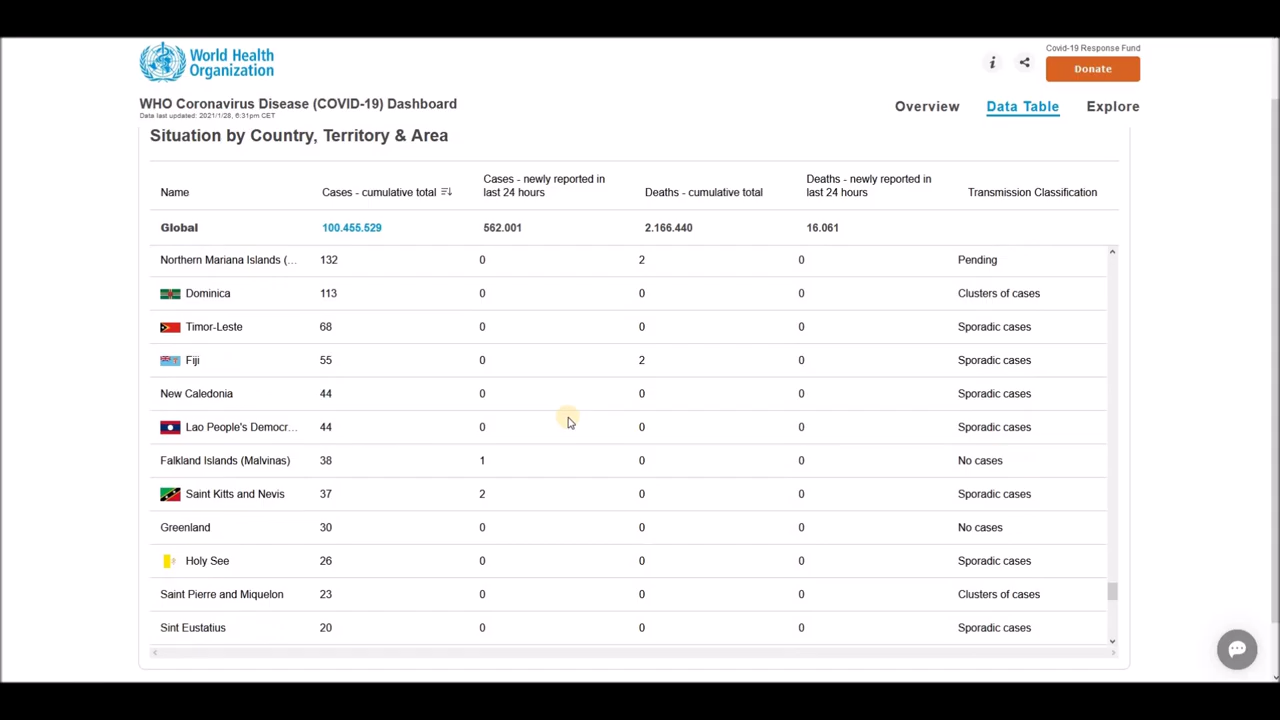 World Health
Organization
Covid-19 Response Fund
Donate
WHO Coronavirus Disease (COVID-19) Dashboard
Data last updated: 2021/1/28, 6:31pm CET
Overview
Data Table
Explore
Situation by Country, Territory & Area
Name Cases - cumulative total Cases - newly reported in last 24 hours Deaths - cumulative total Deaths - newly reported in last 24 hours Transmission Classification
Global 100.455.529 562.001 2.166.440 16.061
Northern Mariana Islands (... 132 0 2 0 Pending
Dominica 113 0 0 0 Clusters of cases
Timor-Leste 68 0 0 0 Sporadic cases
Fiji 55 0 2 0 Sporadic cases
New Caledonia 44 0 0 0 Sporadic cases
Lao People's Democr... 44 0 0 0 Sporadic cases
Falkland Islands (Malvinas) 38 1 0 0 No cases
Saint Kitts and Nevis 37 2 0 0 Sporadic cases
Greenland 30 0 0 0 No cases
Holy See 26 0 0 0 Sporadic cases
Saint Pierre and Miquelon 23 0 0 0 Clusters of cases
Sint Eustatius 20 0 0 0 Sporadic cases